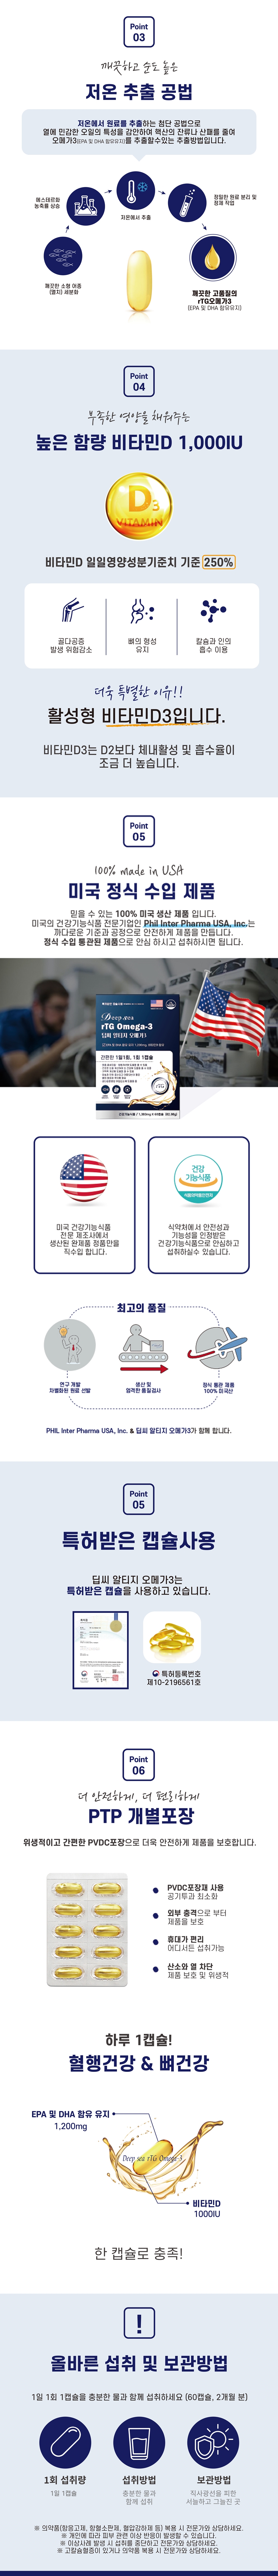 Point
03
깨끗하고 순도 높은
저온 추출 공법
저온에서 원료를 추출하는 첨단 공법으로
열에 민감한 오일의 특성을 감안하여 핵산의 잔류나 산패를 줄여
오메가3(EPA 및 DHA 함유유지)를 추출할수있는 추출방법입니다.
에스테르화
농축률 상승
저온에서 추출
정밀한 원료 분리 및
정제 작업
깨끗한 소형 어종
(멸치) 세분화
깨끗한 고품질의
rTG오메가3
(EPA 및 DHA 함유유지)
Point
04
부족한 영양을 채워주는
높은 함량 비타민D 1,000IU
D3
VITAMIN
비타민D 일일영양성분기준치 기준 250%
골다공증
발생 위험감소
뼈의 형성
유지
칼슘과 인의
흡수 이용
더욱 특별한 이유!!
활성형 비타민D3입니다.
비타민D3는 D2보다 체내활성 및 흡수율이
조금 더 높습니다.
Point
05
100% made in USA
미국 정식 수입 제품
믿을 수 있는 100% 미국 생산 제품 입니다.
미국의 건강기능식품 전문기업인 Phil Inter Pharma USA, Inc.는
까다로운 기준과 공정으로 안전하게 제품을 만듭니다.
정식 수입 통관된 제품으로 안심 하시고 섭취하시면 됩니다.
Deep sea
rTG Omega-3
딥씨 알티지 오메가3
간편한 1일1회, 1회 1캡슐
rTG
미국 건강기능식품
전문 제조사에서
생산된 완제품 정품만을
직수입 합니다.
건강
기능식품
식품의약품안전처
식약처에서 안전성과
기능성을 인정받은
건강기능식품으로 안심하고
섭취하실수 있습니다.
최고의 품질
연구 개발
차별화된 원료 선발
생산 및
엄격한 품질검사
정식 통관 제품
100% 미국산
PHIL Inter Pharma USA, Inc. & 딥씨 알티지 오메가3가 함께 합니다.
Point
05
특허받은 캡슐사용
딥씨 알티지 오메가3는
특허받은 캡슐을 사용하고 있습니다.
특허등록번호
제10-2196561호
Point
06
더 안전하게, 더 편리하게
PTP 개별포장
위생적이고 간편한 PVDC포장으로 더욱 안전하게 제품을 보호합니다.
PVDC포장재 사용
공기투과 최소화
외부 충격으로 부터
제품을 보호
휴대가 편리
어디서든 섭취가능
산소와 열 차단
제품 보호 및 위생적
하루 1캡슐!
혈행건강 & 뼈건강
EPA 및 DHA 함유 유지
1,200mg
Deep sea rTG Omega-3
비타민D
1000IU
한 캡슐로 충족!
!
올바른 섭취 및 보관방법
1일 1회 1캡슐을 충분한 물과 함께 섭취하세요 (60캡슐, 2개월 분)
1회 섭취량
1일 1캡슐
섭취방법
충분한 물과
함께 섭취
보관방법
직사광선을 피한
서늘하고 그늘진 곳
※ 의약품(항응고제, 항혈소판제, 혈압강하제 등) 복용 시 전문가와 상담하세요.
※ 개인에 따라 피부 관련 이상 반응이 발생할 수 있습니다.
※ 이상사례 발생 시 섭취를 중단하고 전문가와 상담하세요.
※ 고칼슘혈증이 있거나 의약품 복용 시 전문가와 상담하세요.